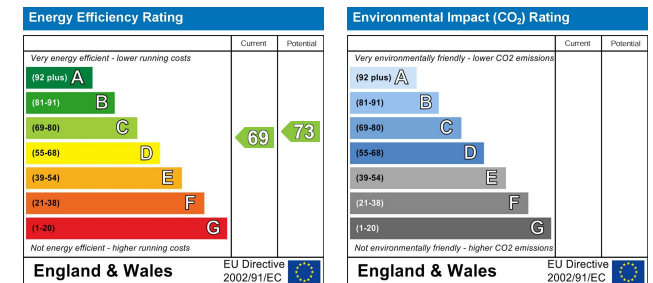 Energy Efficiency Rating
Current Potential
Very energy efficient - lower running costs
(92 plus) A
(81-91) B
(69-80) C
(55-68) D
(39-54) E
(21-38) F
(1-20) G
69
73
Not energy efficient - higher running costs
England & Wales
EU Directive
2002/91/EC
Environmental Impact (CO2) Rating
Current Potential
Very environmentally friendly - lower CO2 emissions
(92 plus) A
(81-91) B
(69-80) C
(55-68) D
(39-54) E
(21-38) F
(1-20) G
Not environmentally friendly - higher CO2 emissions
England & Wales
EU Directive
2002/91/EC